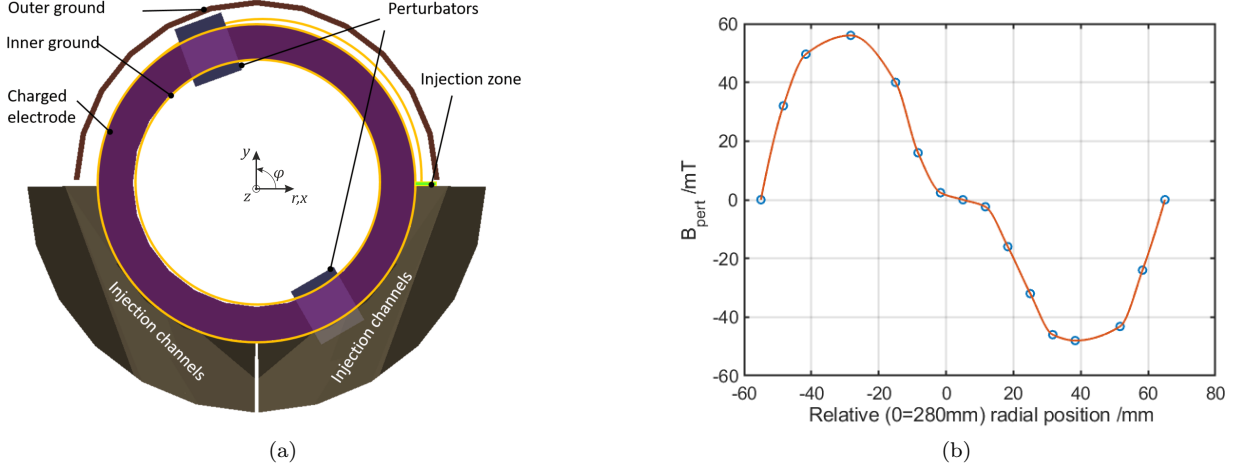 Outer ground
Perturbators
Inner ground
Injection zone
Charged
electrode
y
φ
z
r,x
Injection channels
Injection channels
(a)
60
40
20
0
-20
-40
-60
B_pert /mT
-60
-40
-20
0
20
40
60
80
Relative (0=280mm) radial position /mm
(b)